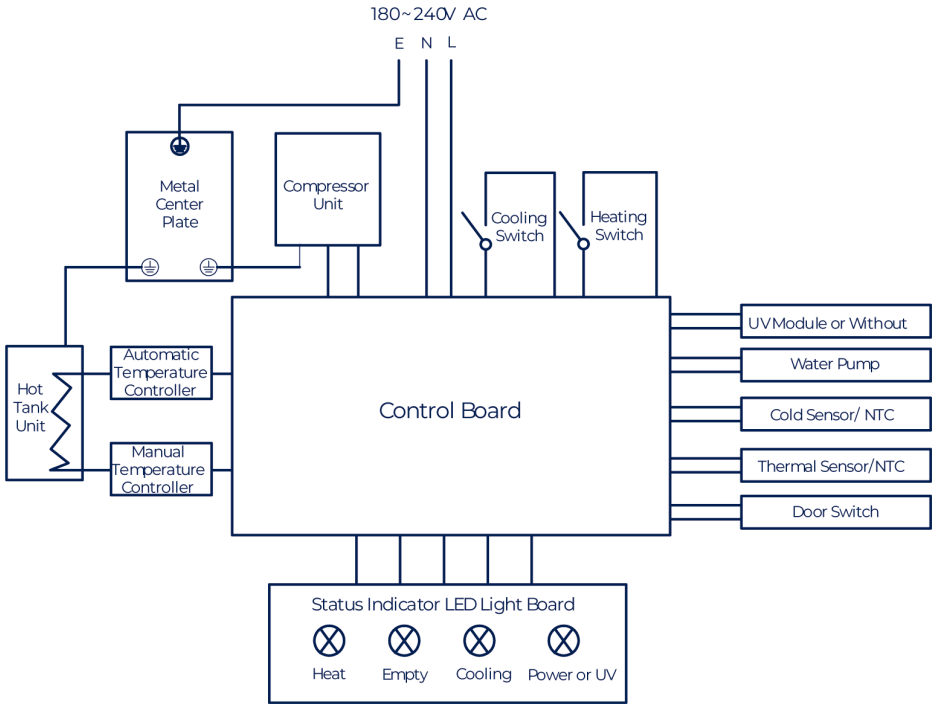 180~240V AC
E N L
Metal
Center
Plate
Compressor
Unit
Cooling
Switch
Heating
Switch
UV Module or Without
Water Pump
Cold Sensor/ NTC
Thermal Sensor/NTC
Door Switch
Hot
Tank
Unit
Automatic
Temperature
Controller
Manual
Temperature
Controller
Control Board
Status Indicator LED Light Board
Heat
Empty
Cooling
Power or UV